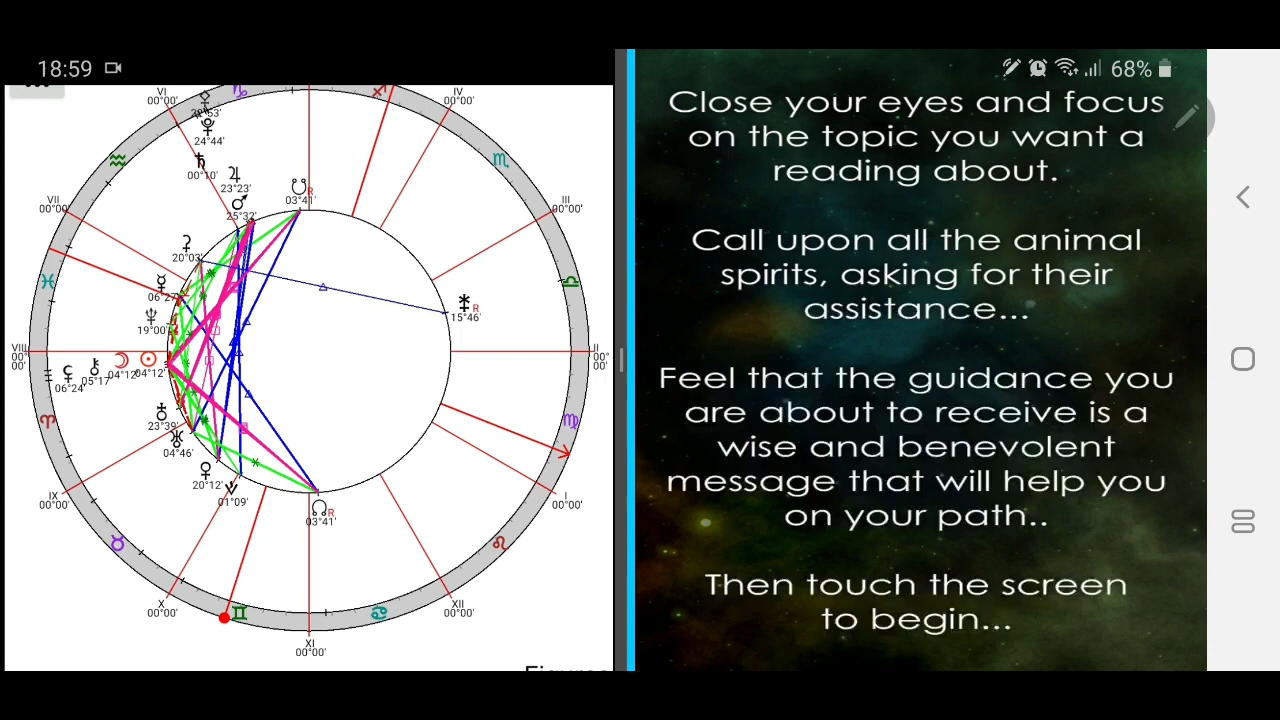 18:59
68%
VI
00°00'
IV
00°00'
24°44'
00°10'
23°23'
25°32'
R
03°41'
VII
00°00'
III
00°00'
20°03'
06°27'
19°00'
R
15°46'
VIII
00°
00'
II
00°
00'
06°24'
05°17'
04°12'
04°12'
23°39'
04°46'
20°12'
01°09'
R
03°41'
IX
00°00'
I
00°00'
X
00°00'
XII
00°00'
XI
00°00'
Close your eyes and focus
on the topic you want a
reading about.
Call upon all the animal
spirits, asking for their
assistance...
Feel that the guidance you
are about to receive is a
wise and benevolent
message that will help you
on your path..
Then touch the screen
to begin...